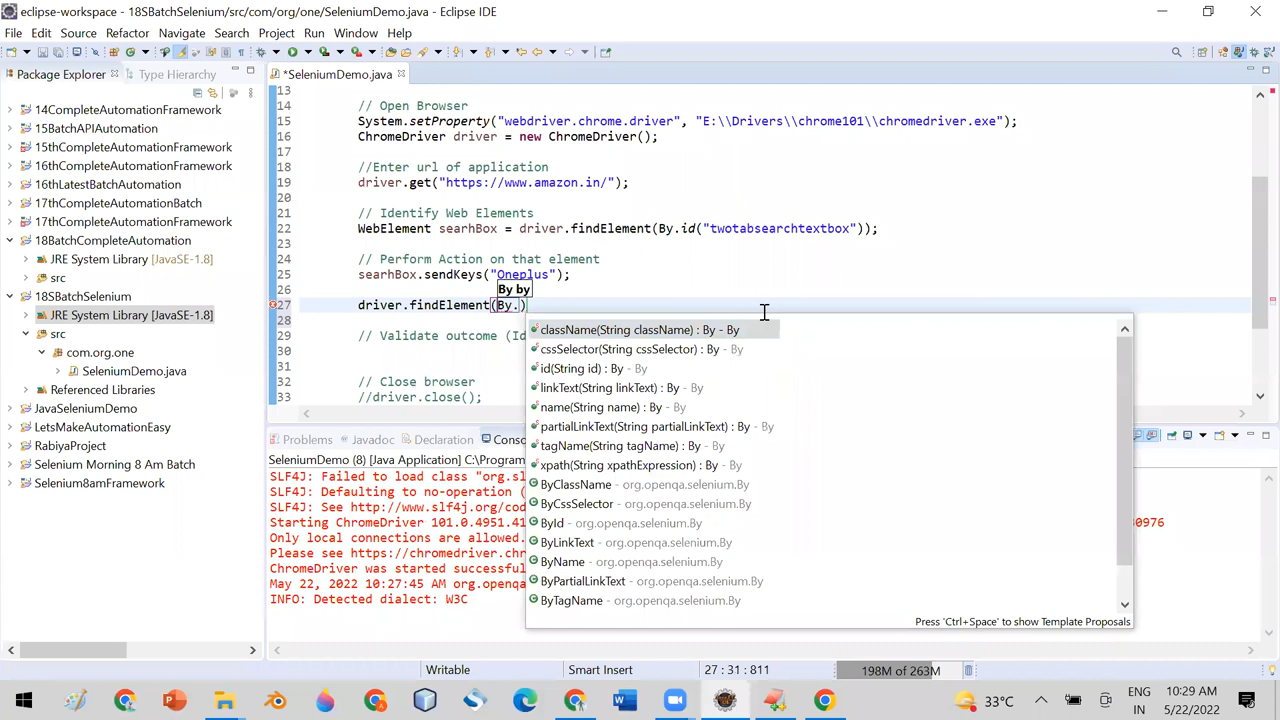 eclipse-workspace - 18SBatchSelenium/src/com/org/one/SeleniumDemo.java - Eclipse IDE
File Edit Source Refactor Navigate Search Project Run Window Help
Package Explorer Type Hierarchy
*SeleniumDemo.java
14CompleteAutomationFramework
15BatchAPIAutomation
15thCompleteAutomationFramework
16thCompleteAutomationFramework
16thLatestBatchAutomation
17thCompleteAutomationBatch
17thCompleteAutomationFramework
18BatchCompleteAutomation
JRE System Library [JavaSE-1.8]
src
18SBatchSelenium
JRE System Library [JavaSE-1.8]
src
com.org.one
SeleniumDemo.java
Referenced Libraries
JavaSeleniumDemo
LetsMakeAutomationEasy
RabiyaProject
Selenium Morning 8 Am Batch
Selenium8amFramework
13
14 // Open Browser
15 System.setProperty("webdriver.chrome.driver", "E:\\Drivers\\chrome101\\chromedriver.exe");
16 ChromeDriver driver = new ChromeDriver();
17
18 //Enter url of application
19 driver.get("https://www.amazon.in/");
20
21 // Identify Web Elements
22 WebElement searhBox = driver.findElement(By.id("twotabsearchtextbox"));
23
24 // Perform Action on that element
25 searhBox.sendKeys("Oneplus");
26
By by
27 driver.findElement(By.)
28
29 // Validate outcome (Id
30
31
32 // Close browser
33 //driver.close();
className(String className) : By - By
cssSelector(String cssSelector) : By - By
id(String id) : By - By
linkText(String linkText) : By - By
name(String name) : By - By
partialLinkText(String partialLinkText) : By - By
tagName(String tagName) : By - By
xpath(String xpathExpression) : By - By
ByClassName - org.openqa.selenium.By
ByCssSelector - org.openqa.selenium.By
ById - org.openqa.selenium.By
ByLinkText - org.openqa.selenium.By
ByName - org.openqa.selenium.By
ByPartialLinkText - org.openqa.selenium.By
ByTagName - org.openqa.selenium.By
Press 'Ctrl+Space' to show Template Proposals
Problems Javadoc Declaration Conso
SeleniumDemo (8) [Java Application] C:\Program
SLF4J: Failed to load class "org.sl
SLF4J: Defaulting to no-operation (
SLF4J: See http://www.slf4j.org/cod
Starting ChromeDriver 101.0.4951.41 30976
Only local connections are allowed.
Please see https://chromedriver.chr
ChromeDriver was started successful
May 22, 2022 10:27:45 AM org.openqa
INFO: Detected dialect: W3C
Writable Smart Insert 27 : 31 : 811 198M of 263M
33°C ENG IN 10:29 AM 5/22/2022